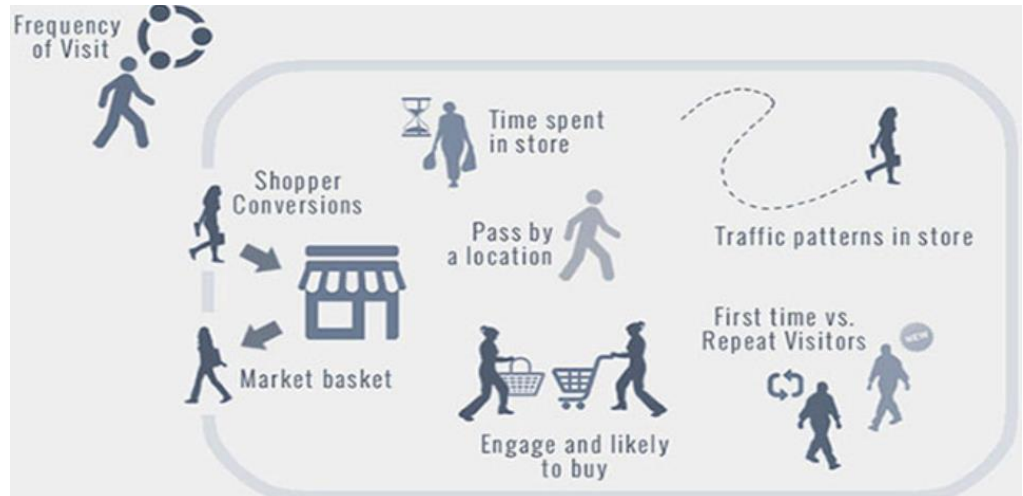 Frequency
of Visit
Time spent
in store
Shopper
Conversions
Pass by
a location
Traffic patterns in store
First time vs.
Repeat Visitors
NEW
Market basket
Engage and likely
to buy